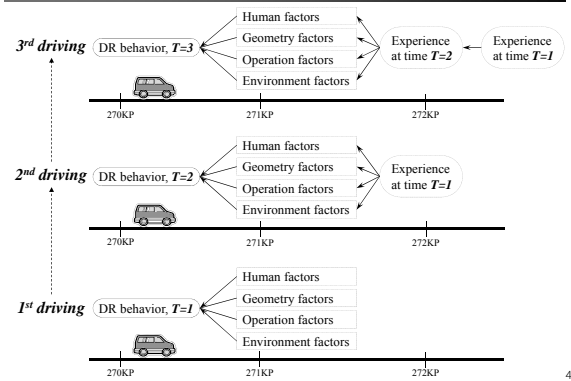 3rd driving
DR behavior, T=3
Human factors
Geometry factors
Operation factors
Environment factors
Experience
at time T=2
Experience
at time T=1
270KP
271KP
272KP
2nd driving
DR behavior, T=2
Human factors
Geometry factors
Operation factors
Environment factors
Experience
at time T=1
270KP
271KP
272KP
1st driving
DR behavior, T=1
Human factors
Geometry factors
Operation factors
Environment factors
270KP
271KP
272KP
4